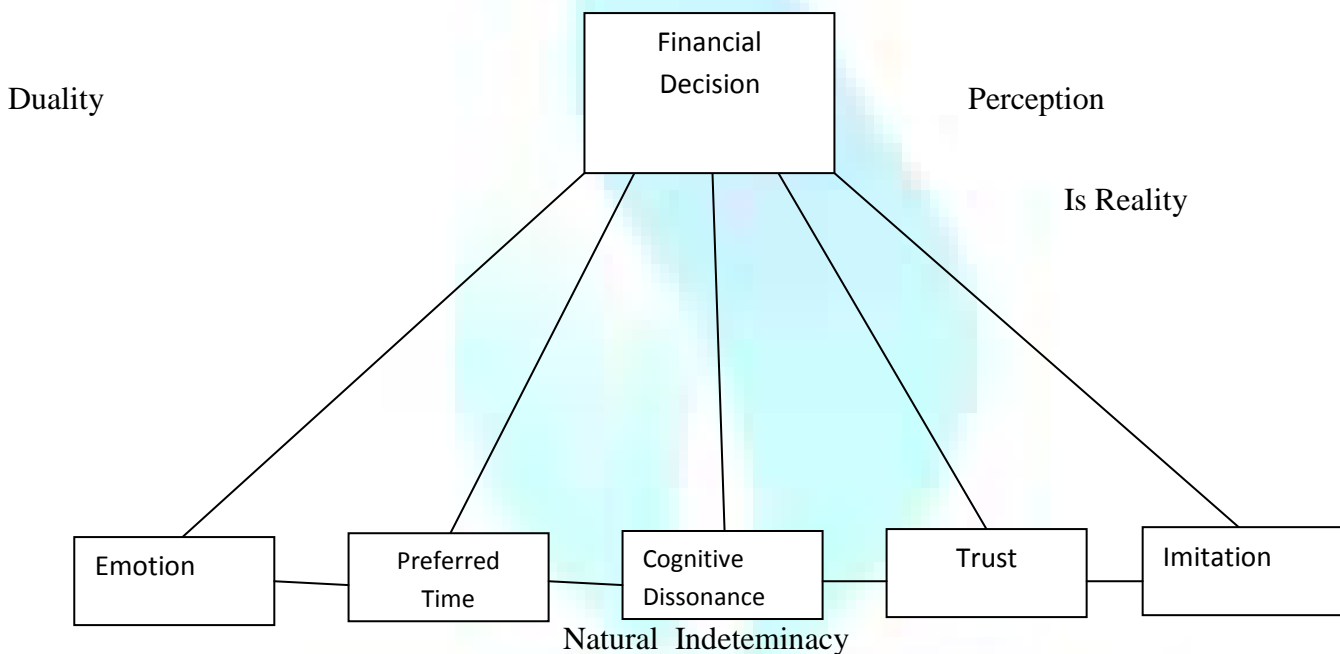 Financial
Decision
Duality
Perception
Is Reality
Emotion
Preferred
Time
Cognitive
Dissonance
Trust
Imitation
Natural Indeteminacy